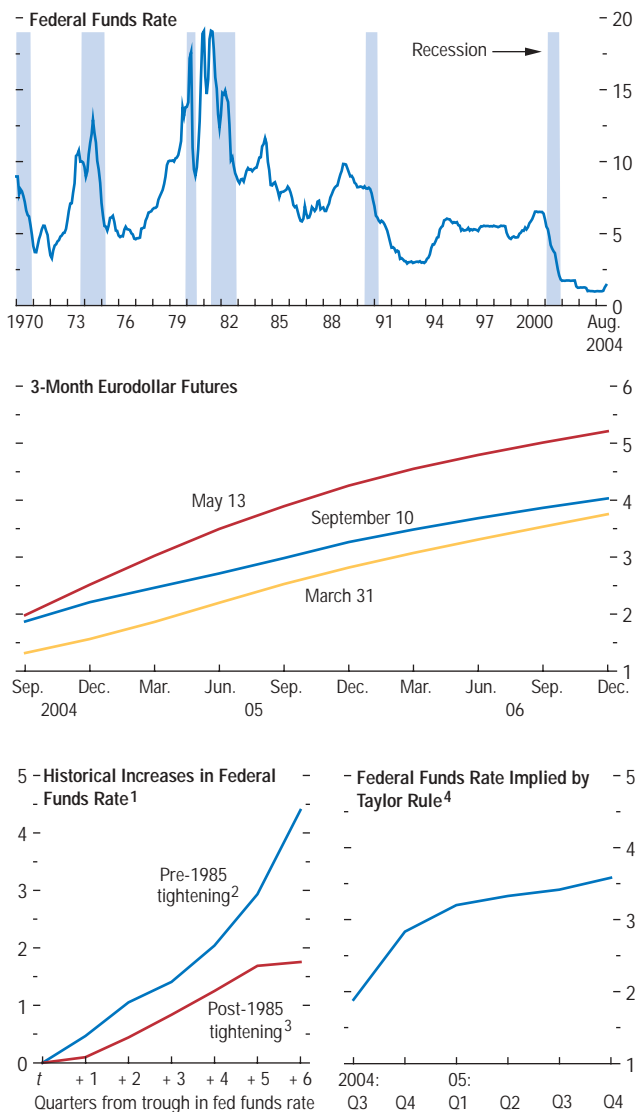 Federal Funds Rate
20
Recession
15
10
5
0
1970 73 76 79 82 85 88 91 94 97 2000 Aug.
2004
3-Month Eurodollar Futures
6
5
May 13
4
September 10
3
March 31
2
1
Sep. Dec. Mar. Jun. Sep. Dec. Mar. Jun. Sep. Dec.
2004 05 06
Historical Increases in Federal
Funds Rate1
5
4
Pre-1985
tightening2
3
2
1
Post-1985
tightening3
0
t + 1 + 2 + 3 + 4 + 5 + 6
Quarters from trough in fed funds rate
Federal Funds Rate Implied by
Taylor Rule4
5
4
3
2
1
2004: 05:
Q3 Q4 Q1 Q2 Q3 Q4